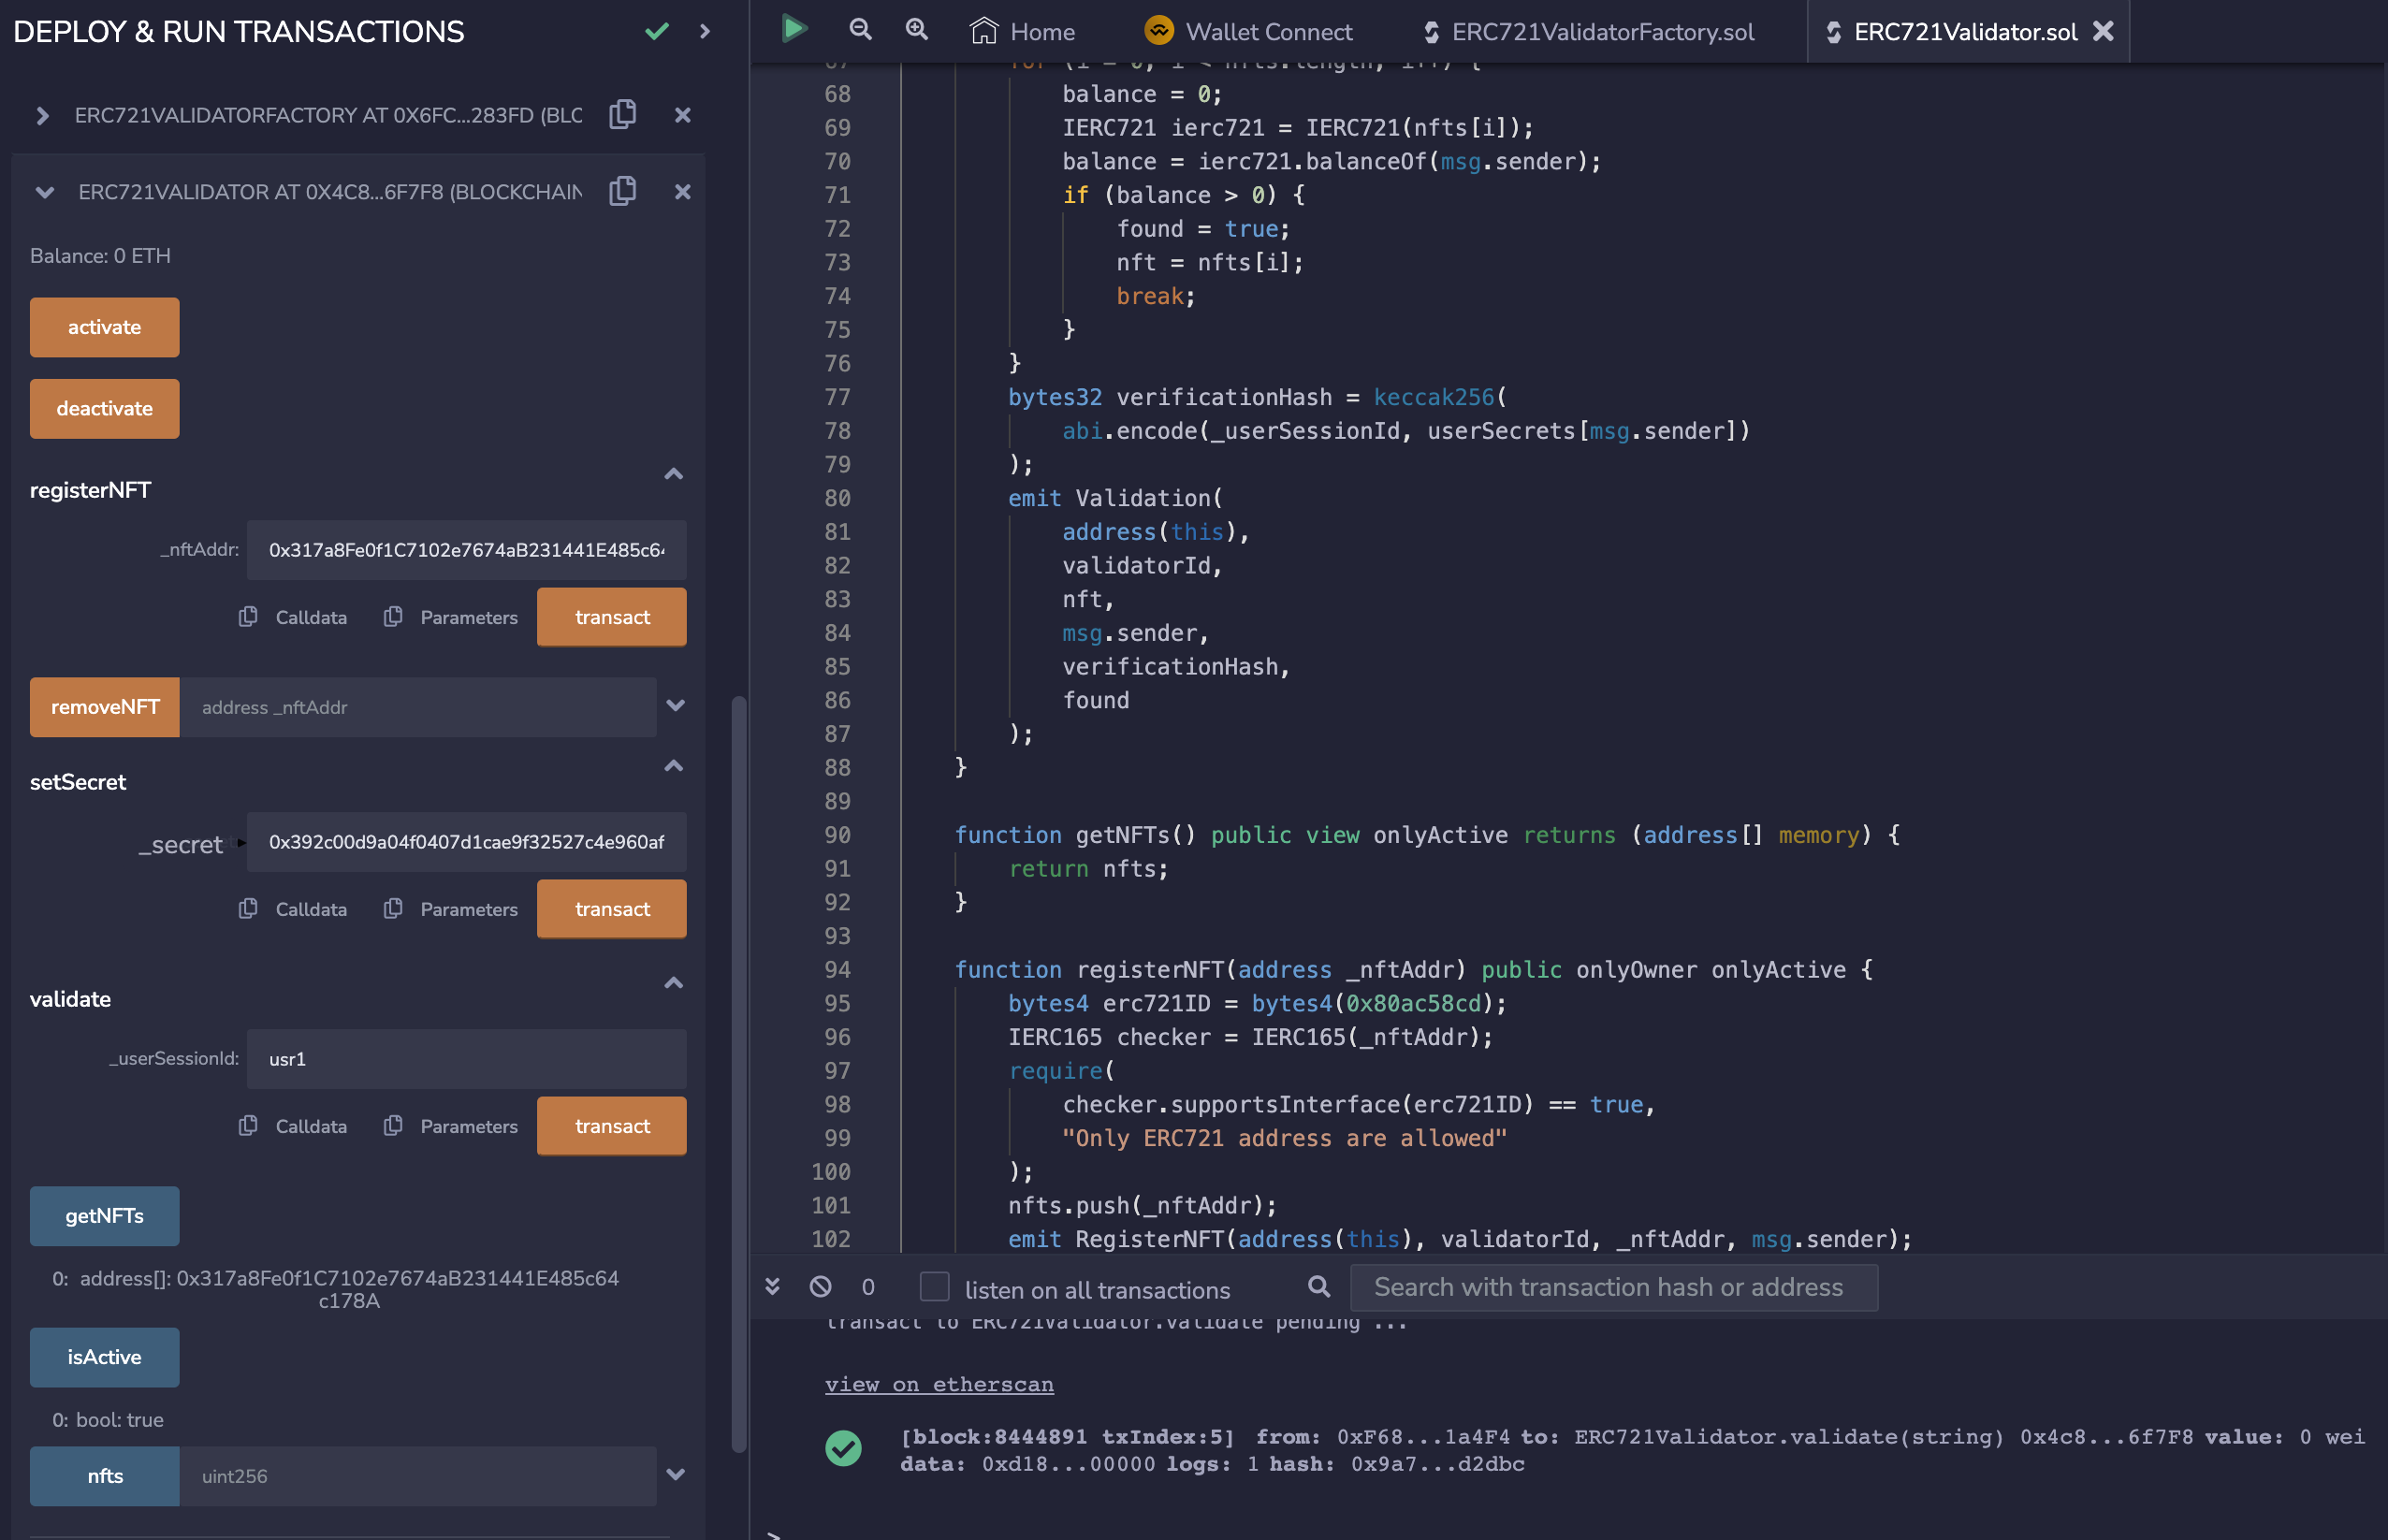 DEPLOY & RUN TRANSACTIONS
ERC721VALIDATORFACTORY AT 0X6FC...283FD (BLC
ERC721VALIDATOR AT 0X4C8...6F7F8 (BLOCKCHAIN
Balance: 0 ETH
activate
deactivate
registerNFT
_nftAddr: 0x317a8Fe0f1C7102e7674aB231441E485c64
Calldata Parameters transact
removeNFT address _nftAddr
setSecret
_secret 0x392c00d9a04f0407d1cae9f32527c4e960af
Calldata Parameters transact
validate
_userSessionId: usr1
Calldata Parameters transact
getNFTs
0: address[]: 0x317a8Fe0f1C7102e7674aB231441E485c64
c178A
isActive
0: bool: true
nfts uint256
Home Wallet Connect ERC721ValidatorFactory.sol ERC721Validator.sol
67 for (i = 0; i < nfts.length; i++) {
68 balance = 0;
69 IERC721 ierc721 = IERC721(nfts[i]);
70 balance = ierc721.balanceOf(msg.sender);
71 if (balance > 0) {
72 found = true;
73 nft = nfts[i];
74 break;
75 }
76 }
77 bytes32 verificationHash = keccak256(
78 abi.encode(_userSessionId, userSecrets[msg.sender])
79 );
80 emit Validation(
81 address(this),
82 validatorId,
83 nft,
84 msg.sender,
85 verificationHash,
86 found
87 );
88 }
89
90 function getNFTs() public view onlyActive returns (address[] memory) {
91 return nfts;
92 }
93
94 function registerNFT(address _nftAddr) public onlyOwner onlyActive {
95 bytes4 erc721ID = bytes4(0x80ac58cd);
96 IERC165 checker = IERC165(_nftAddr);
97 require(
98 checker.supportsInterface(erc721ID) == true,
99 "Only ERC721 address are allowed"
100 );
101 nfts.push(_nftAddr);
102 emit RegisterNFT(address(this), validatorId, _nftAddr, msg.sender);
0 listen on all transactions Search with transaction hash or address
transact to ERC721Validator.validate pending ...
view on etherscan
[block:8444891 txIndex:5] from: 0xF68...1a4F4 to: ERC721Validator.validate(string) 0x4c8...6f7F8 value: 0 wei
data: 0xd18...00000 logs: 1 hash: 0x9a7...d2dbc
>